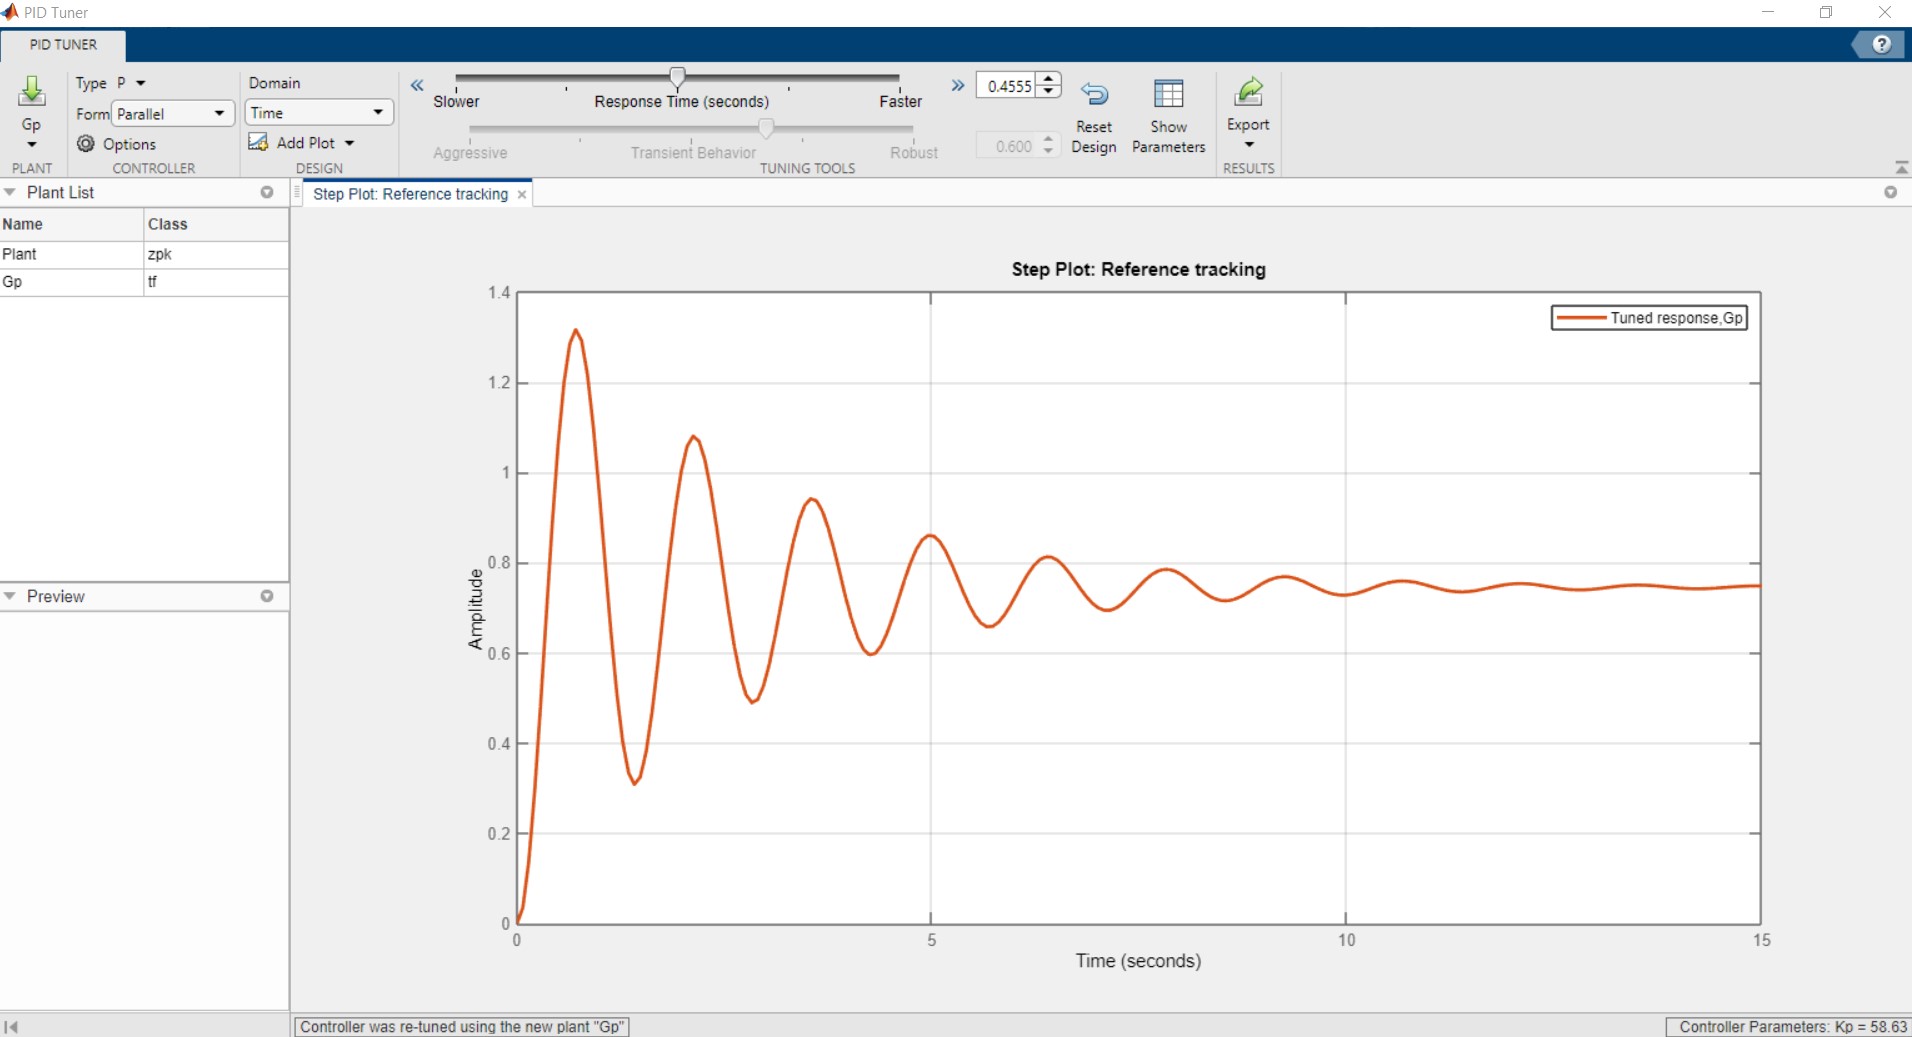 PID Tuner
PID TUNER
Gp
PLANT
Type P
Form Parallel
Options
CONTROLLER
Domain
Time
Add Plot
DESIGN
Slower
Response Time (seconds)
Faster
0.4555
Aggressive
Transient Behavior
Robust
0.600
TUNING TOOLS
Reset
Design
Show
Parameters
Export
RESULTS
Plant List
Name Class
Plant zpk
Gp tf
Preview
Step Plot: Reference tracking
Step Plot: Reference tracking
Tuned response,Gp
1.4
1.2
1
0.8
0.6
0.4
0.2
0
Amplitude
0 5 10 15
Time (seconds)
Controller was re-tuned using the new plant "Gp"
Controller Parameters: Kp = 58.63